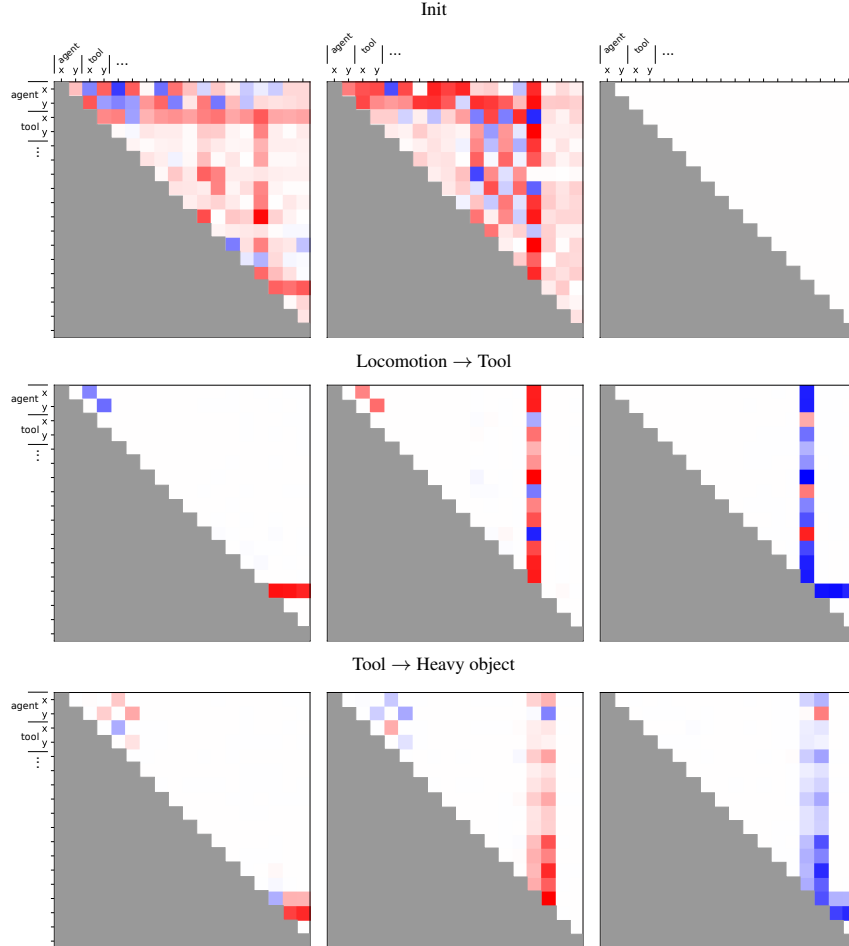 Init
agent tool ... agent tool ... agent tool ...
x y x y x y x y x y x y
agent x
y
tool x
y
⋮
Locomotion → Tool
agent x
y
tool x
y
⋮
Tool → Heavy object
agent x
y
tool x
y
⋮